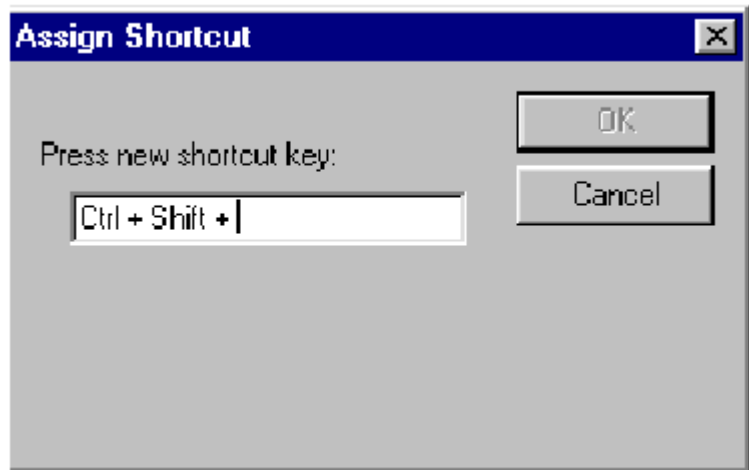 Assign Shortcut
OK
Press new shortcut key:
Cancel
Ctrl + Shift +